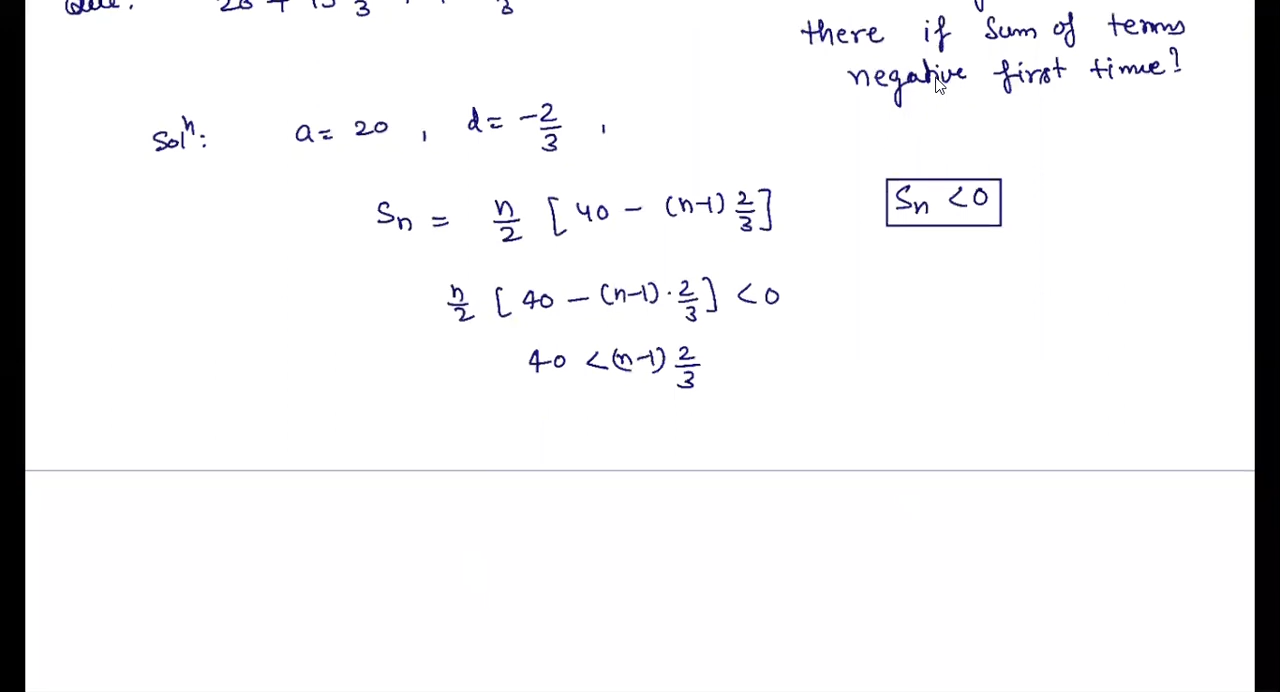 there if sum of terms
negative first time?
Solⁿ: a = 20 , d = -2/3 ,
Sn = n/2 [40 - (n-1) 2/3] Sn < 0
n/2 [40 - (n-1) · 2/3] < 0
40 < (n-1) 2/3